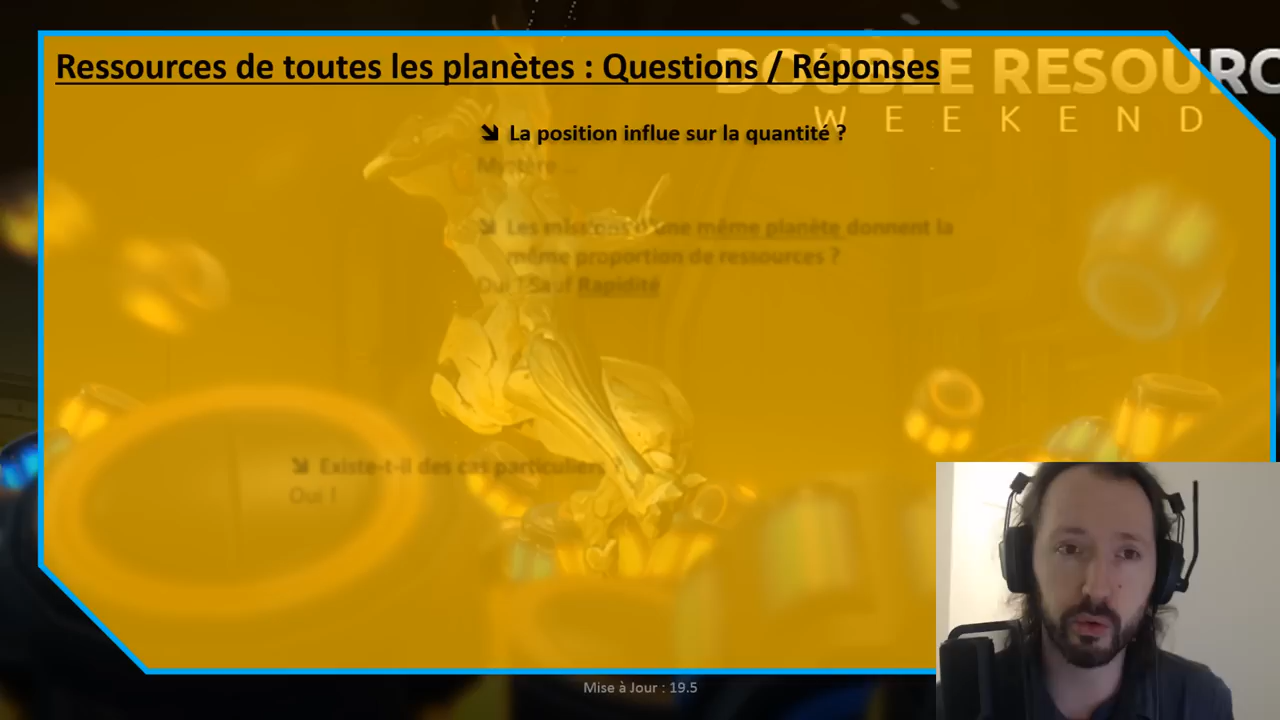 Ressources de toutes les planètes : Questions / Réponses
DOUBLE RESOURC
WEEKEND
La position influe sur la quantité ?
Mystère ...
Les missions d'une même planète donnent la
même proportion de ressources ?
Oui ! Sauf Rapidité
Existe-t-il des cas particuliers ?
Oui !
Mise à Jour : 19.5